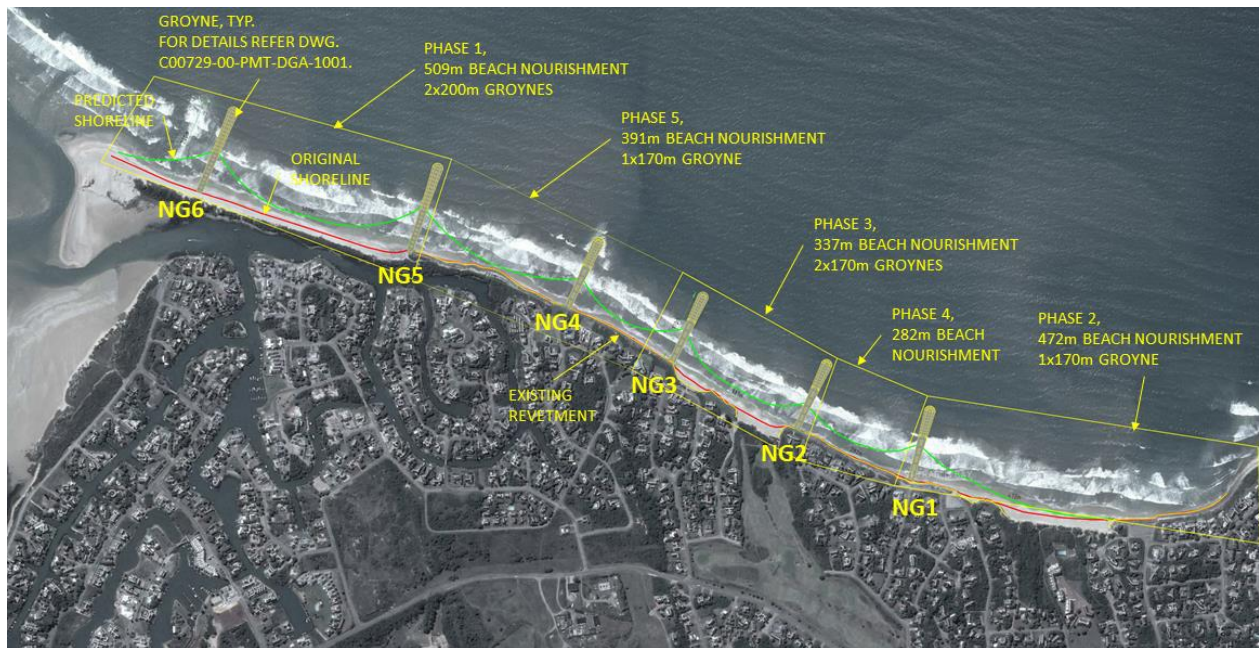 GROYNE, TYP.
FOR DETAILS REFER DWG.
C00729-00-PMT-DGA-1001.
PHASE 1,
509m BEACH NOURISHMENT
2x200m GROYNES
PREDICTED
SHORELINE
PHASE 5,
391m BEACH NOURISHMENT
1x170m GROYNE
ORIGINAL
SHORELINE
NG6
PHASE 3,
337m BEACH NOURISHMENT
2x170m GROYNES
NG5
PHASE 4,
282m BEACH
NOURISHMENT
PHASE 2,
472m BEACH NOURISHMENT
1x170m GROYNE
NG4
NG3
EXISTING
REVETMENT
NG2
NG1